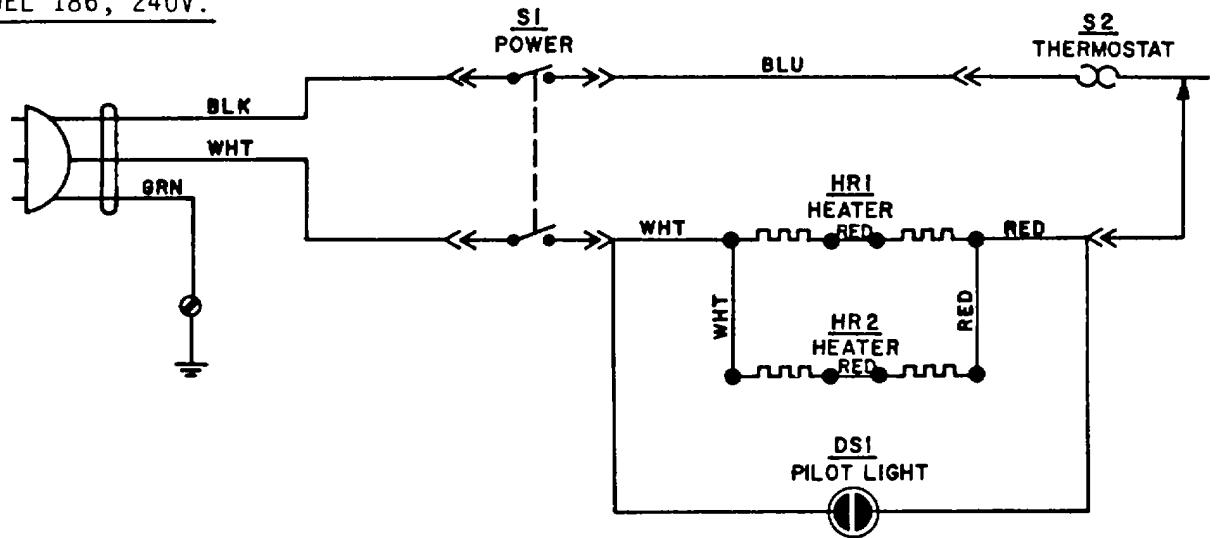 186, 240V.
S1
POWER
S2
THERMOSTAT
BLU
BLK
WHT
GRN
HR1
HEATER
WHT
RED
RED
WHT
RED
HR2
HEATER
RED
DS1
PILOT LIGHT